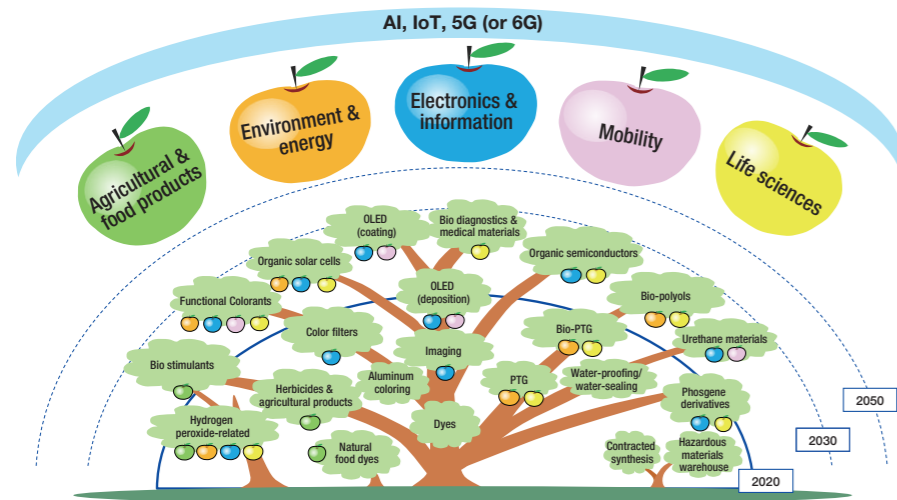 AI, IoT, 5G (or 6G)
Agricultural &
food products
Environment &
energy
Electronics &
information
Mobility
Life sciences
OLED
(coating)
Bio diagnostics &
medical materials
Organic solar cells
Organic semiconductors
Functional Colorants
OLED
(deposition)
Bio-polyols
Color filters
Bio-PTG
Urethane materials
Imaging
Bio stimulants
Aluminum
coloring
PTG
Water-proofing/
water-sealing
Herbicides &
agricultural products
Phosgene
derivatives
2050
Hydrogen
peroxide-related
Dyes
2030
Natural
food dyes
Contracted
synthesis
Hazardous
materials
warehouse
2020